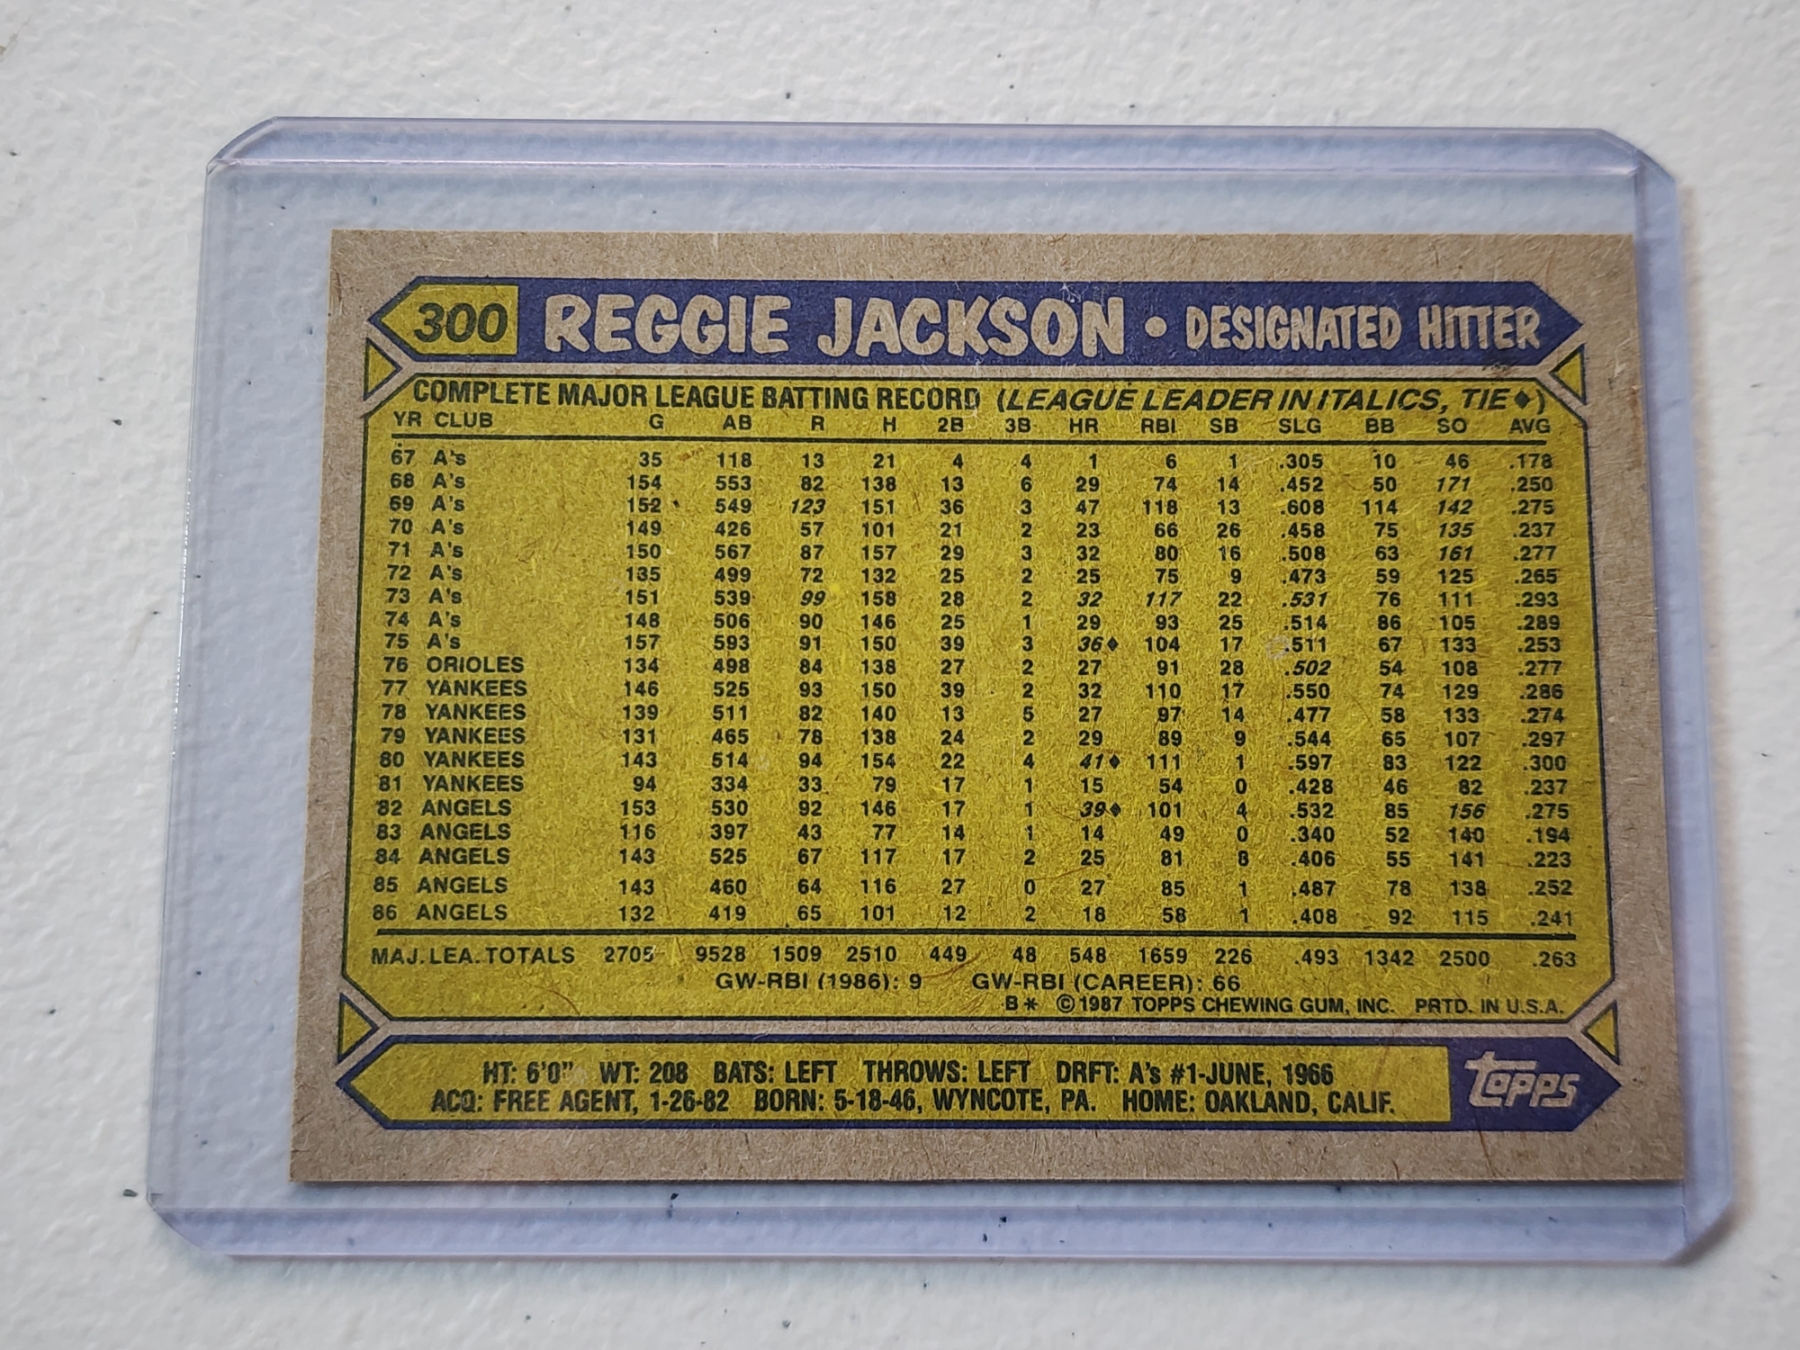 300 REGGIE JACKSON • DESIGNATED HITTER
COMPLETE MAJOR LEAGUE BATTING RECORD (LEAGUE LEADER IN ITALICS, TIE♦)
YR CLUB G AB R H 2B 3B HR RBI SB SLG BB SO AVG
67 A's 35 118 13 21 4 4 1 6 1 .305 10 46 .178
68 A's 154 553 82 138 13 6 29 74 14 .452 50 171 .250
69 A's 152 549 123 151 36 3 47 118 13 .608 114 142 .275
70 A's 149 426 57 101 21 2 23 66 26 .458 75 135 .237
71 A's 150 567 87 157 29 3 32 80 16 .508 63 161 .277
72 A's 135 499 72 132 25 2 25 75 9 .473 59 125 .265
73 A's 151 539 99 158 28 2 32 117 22 .531 76 111 .293
74 A's 148 506 90 146 25 1 29 93 25 .514 86 105 .289
75 A's 157 593 91 150 39 3 36♦ 104 17 .511 67 133 .253
76 ORIOLES 134 498 84 138 27 2 27 91 28 .502 54 108 .277
77 YANKEES 146 525 93 150 39 2 32 110 17 .550 74 129 .286
78 YANKEES 139 511 82 140 13 5 27 97 14 .477 58 133 .274
79 YANKEES 131 465 78 138 24 2 29 89 9 .544 65 107 .297
80 YANKEES 143 514 94 154 22 4 41♦ 111 1 .597 83 122 .300
81 YANKEES 94 334 33 79 17 1 15 54 0 .428 46 82 .237
82 ANGELS 153 530 92 146 17 1 39♦ 101 4 .532 85 156 .275
83 ANGELS 116 397 43 77 14 1 14 49 0 .340 52 140 .194
84 ANGELS 143 525 67 117 17 2 25 81 8 .406 55 141 .223
85 ANGELS 143 460 64 116 27 0 27 85 1 .487 78 138 .252
86 ANGELS 132 419 65 101 12 2 18 58 1 .408 92 115 .241
MAJ. LEA. TOTALS 2705 9528 1509 2510 449 48 548 1659 226 .493 1342 2500 .263
GW-RBI (1986): 9 GW-RBI (CAREER): 66
B* ©1987 TOPPS CHEWING GUM, INC. PRTD. IN U.S.A.
HT: 6'0" WT: 208 BATS: LEFT THROWS: LEFT DRFT: A's #1-JUNE, 1966
ACQ: FREE AGENT, 1-26-82 BORN: 5-18-46, WYNCOTE, PA. HOME: OAKLAND, CALIF.
topps